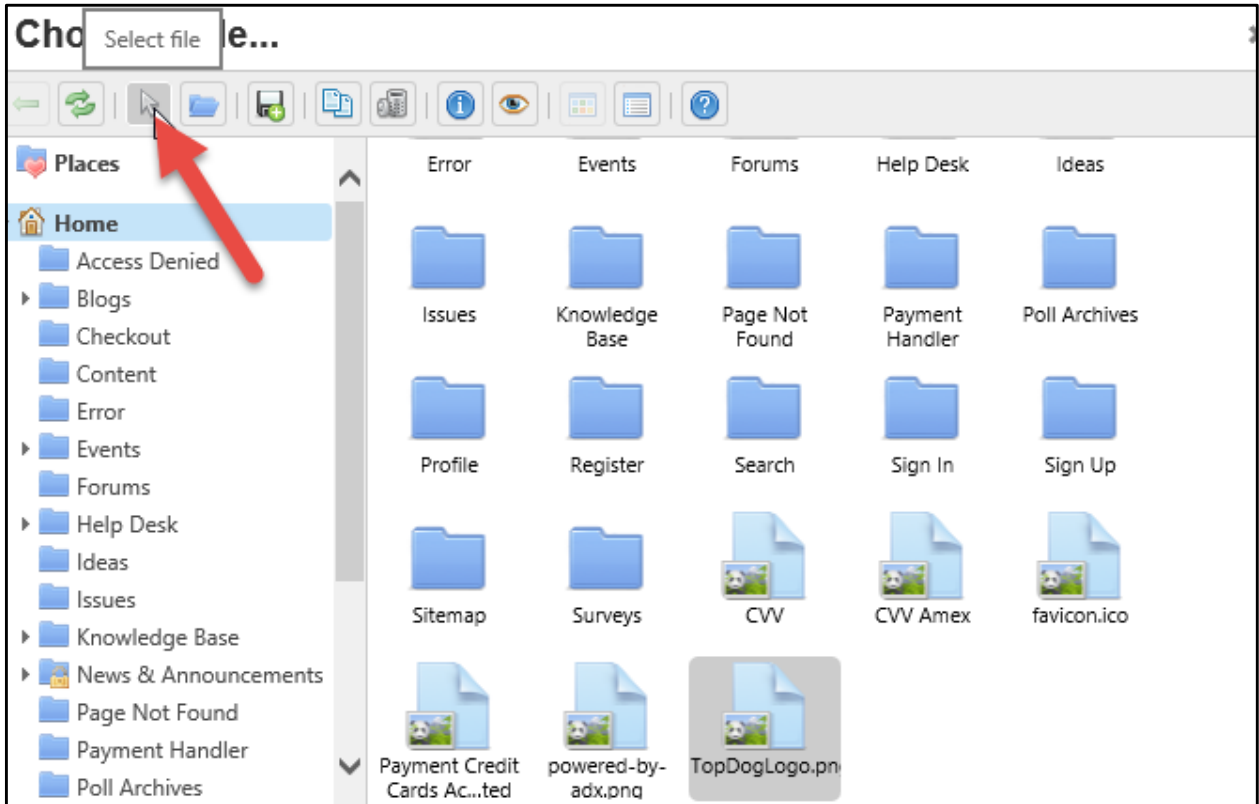 Cho
Select file
le...
Places
Home
Access Denied
Blogs
Checkout
Content
Error
Events
Forums
Help Desk
Ideas
Issues
Knowledge Base
News & Announcements
Page Not Found
Payment Handler
Poll Archives
Error
Events
Forums
Help Desk
Ideas
Issues
Knowledge
Base
Page Not
Found
Payment
Handler
Poll Archives
Profile
Register
Search
Sign In
Sign Up
Sitemap
Surveys
CVV
CVV Amex
favicon.ico
Payment Credit
Cards Ac...ted
powered-by-
adx.png
TopDogLogo.pn